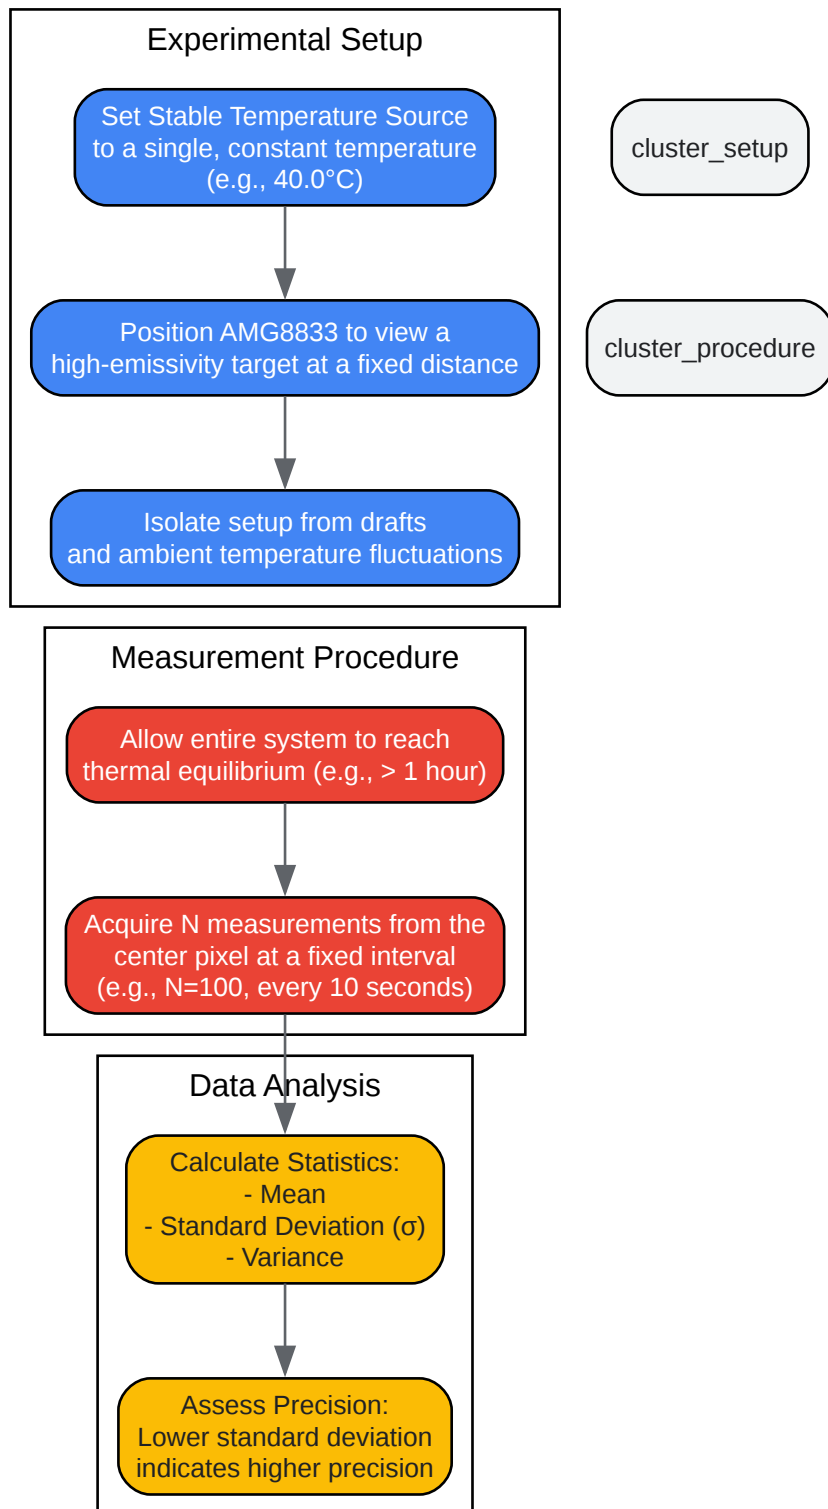 Experimental Setup
Set Stable Temperature Source
to a single, constant temperature
(e.g., 40.0°C)
cluster_setup
Position AMG8833 to view a
high-emissivity target at a fixed distance
cluster_procedure
Isolate setup from drafts
and ambient temperature fluctuations
Measurement Procedure
Allow entire system to reach
thermal equilibrium (e.g., > 1 hour)
Acquire N measurements from the
center pixel at a fixed interval
(e.g., N=100, every 10 seconds)
Data Analysis
Calculate Statistics:
- Mean
- Standard Deviation (σ)
- Variance
Assess Precision:
Lower standard deviation
indicates higher precision